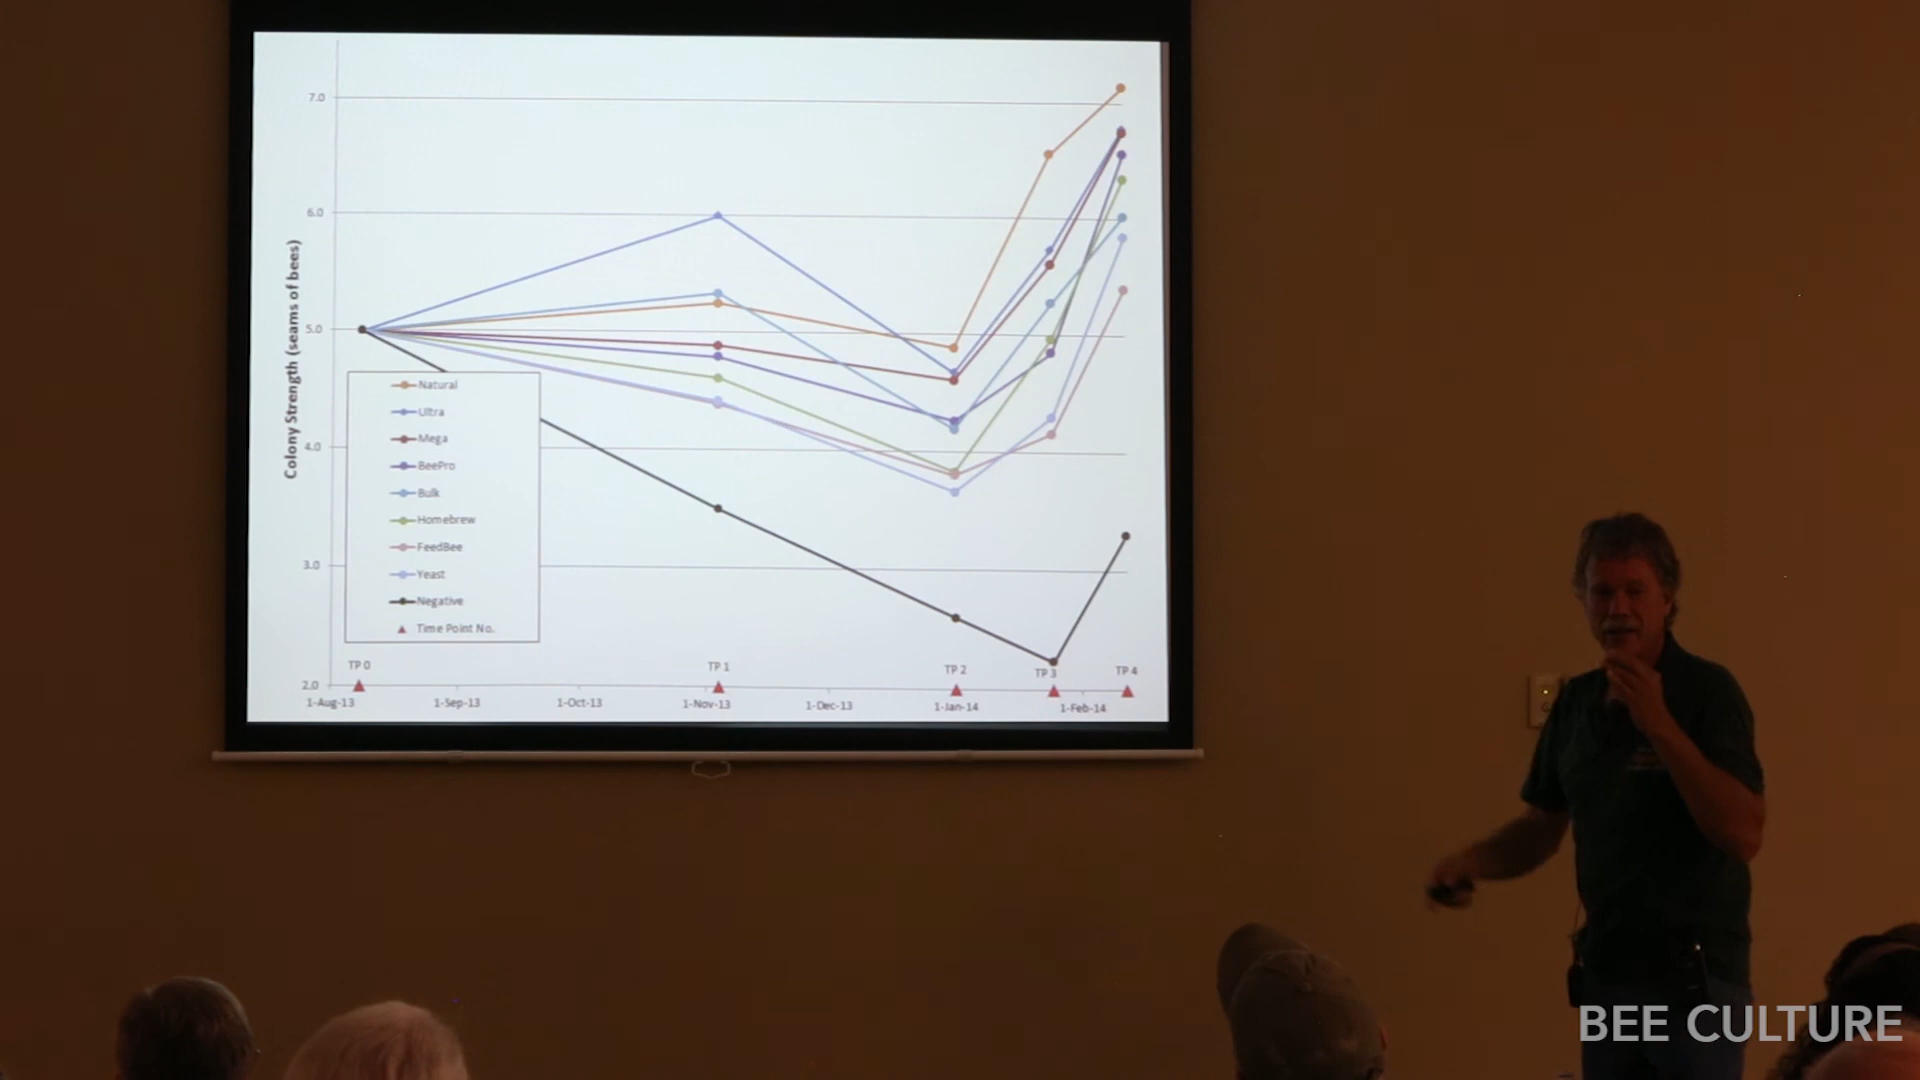 7.0
6.0
5.0
4.0
3.0
2.0
Colony Strength (seams of bees)
Natural
Ultra
Mega
BeePro
Bulk
Homebrew
FeedBee
Yeast
Negative
Time Point No.
TP 0
TP 1
TP 2
TP 3
TP 4
1-Aug-13
1-Sep-13
1-Oct-13
1-Nov-13
1-Dec-13
1-Jan-14
1-Feb-14
BEE CULTURE